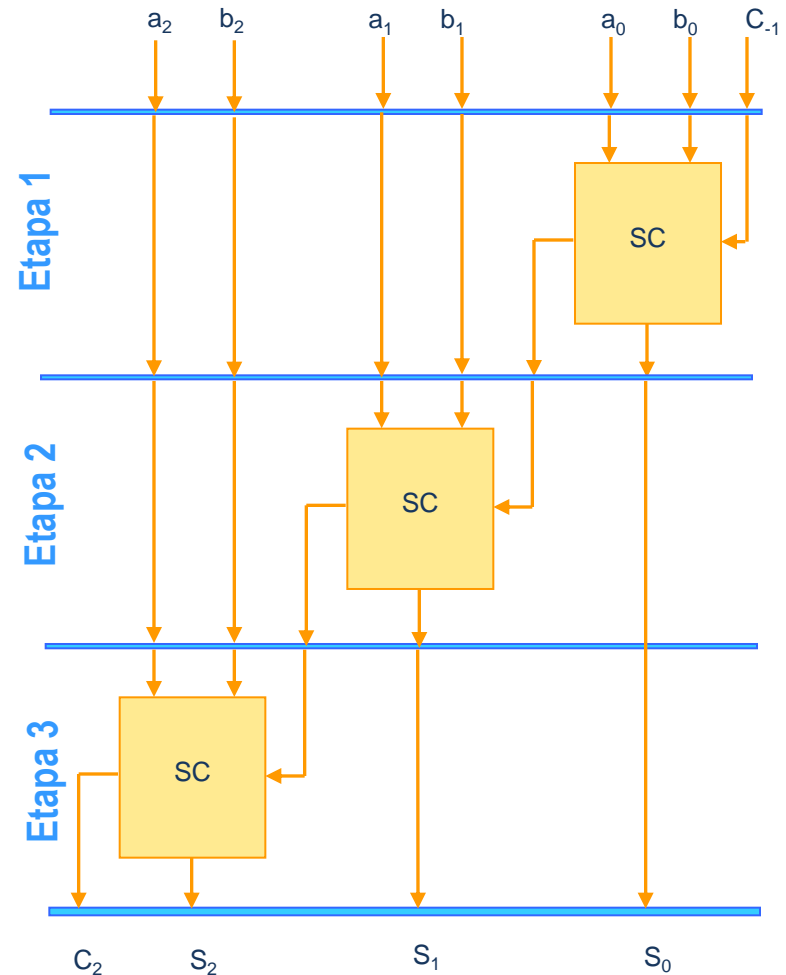 a₂ b₂ a₁ b₁ a₀ b₀ C₋₁
Etapa 1
SC
Etapa 2
SC
Etapa 3
SC
C₂ S₂ S₁ S₀